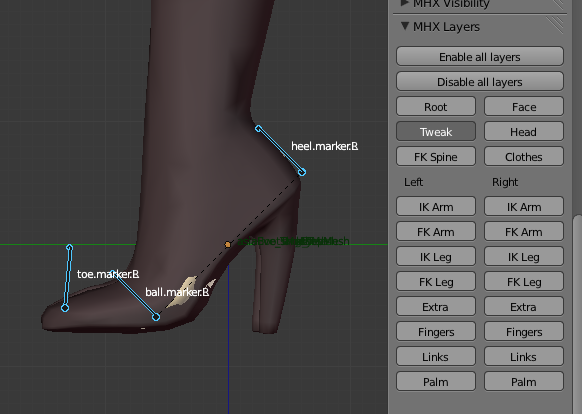 MHX Visibility
MHX Layers
Enable all layers
Disable all layers
Root Face
Tweak Head
FK Spine Clothes
Left Right
IK Arm IK Arm
FK Arm FK Arm
IK Leg IK Leg
FK Leg FK Leg
Extra Extra
Fingers Fingers
Links Links
Palm Palm
heel.marker.R
toe.marker.R
ball.marker.R